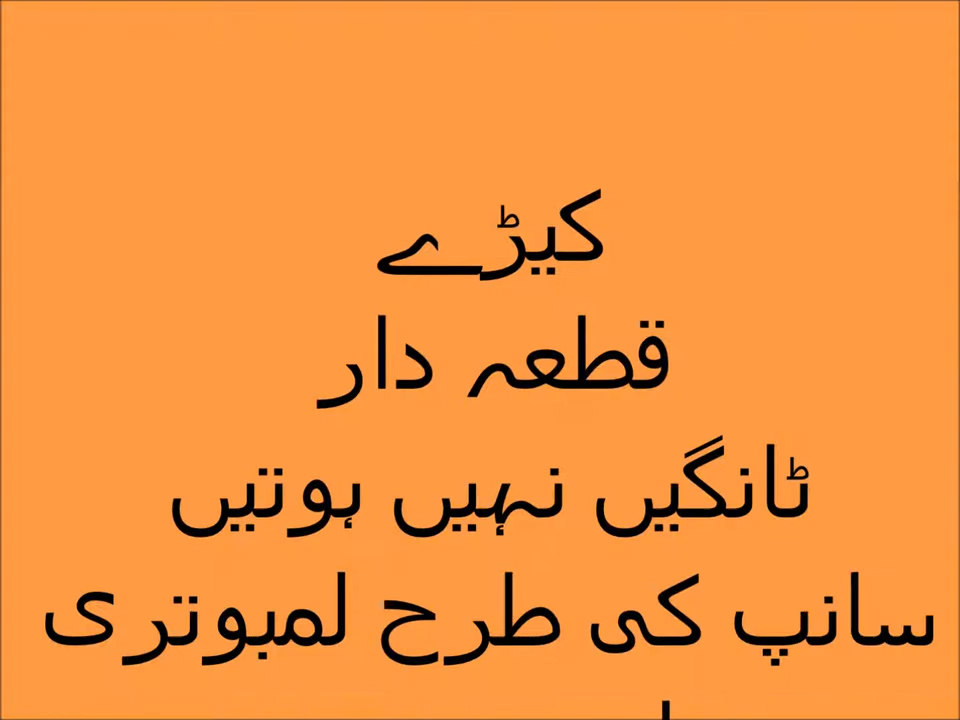 کیڑے
قطعہ دار
ٹانگیں نہیں ہوتیں
سانپ کی طرح لمبوتری